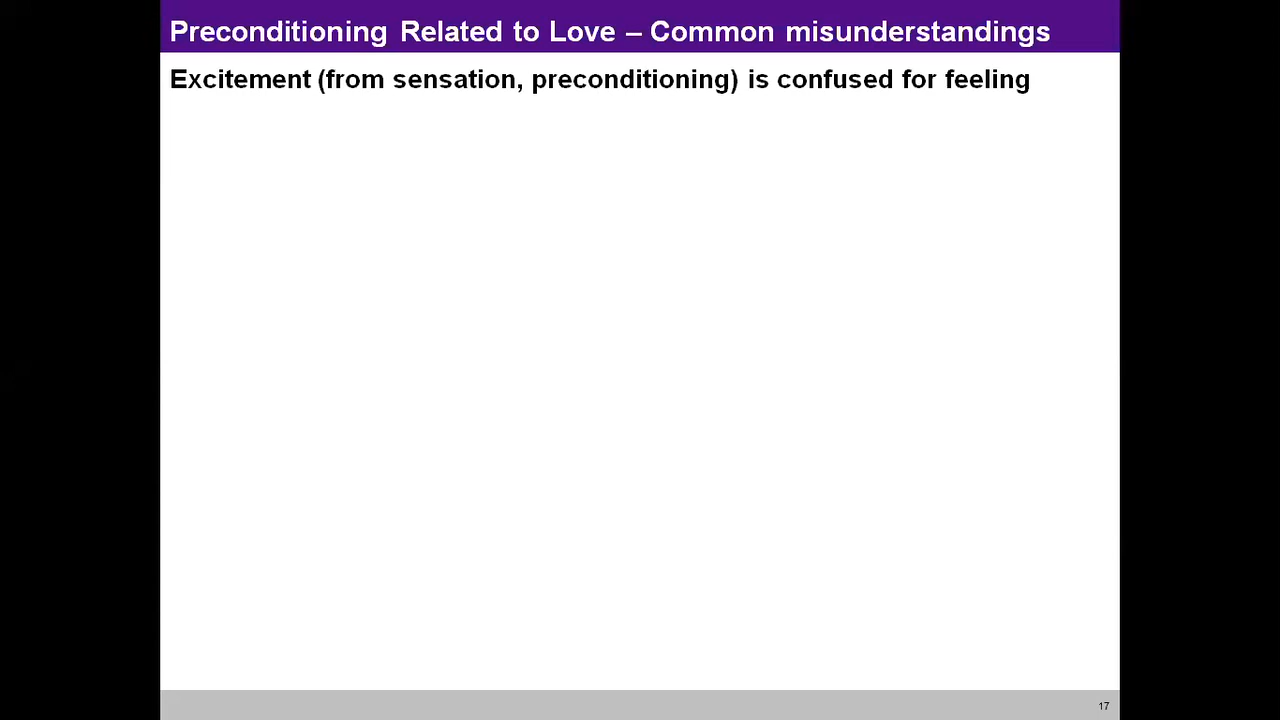 Preconditioning Related to Love – Common misunderstandings
Excitement (from sensation, preconditioning) is confused for feeling
17